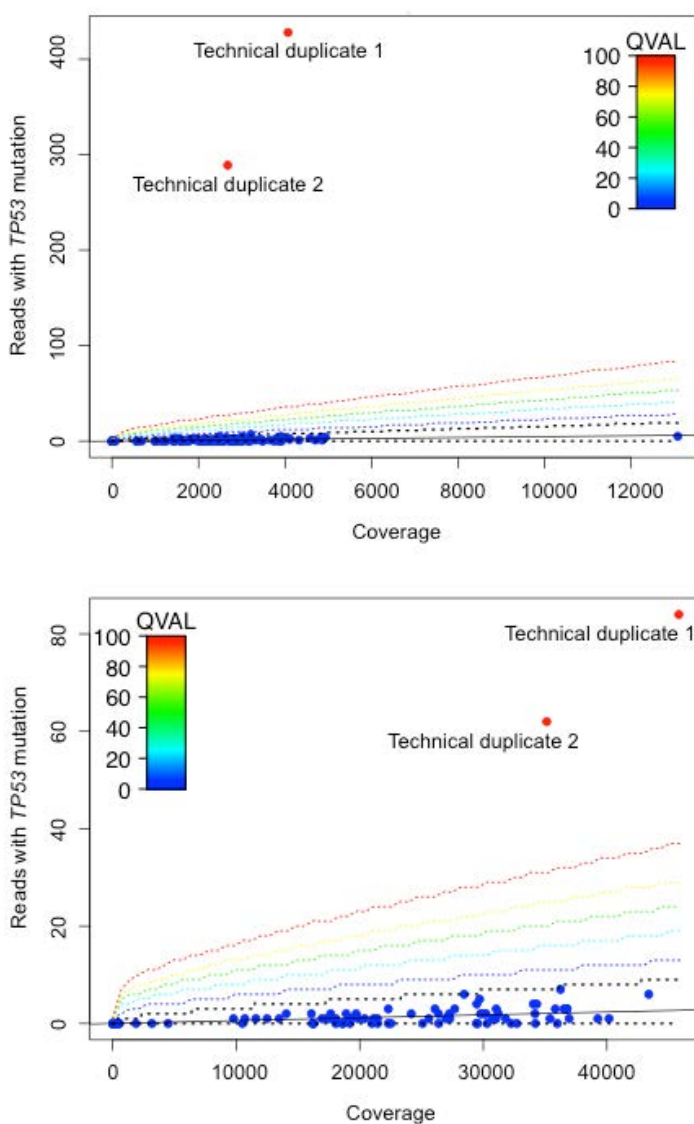 QVAL
100
80
60
40
20
0
Technical duplicate 1
Technical duplicate 2
Reads with TP53 mutation
400
300
200
100
0
0 2000 4000 6000 8000 10000 12000
Coverage
QVAL
100
80
60
40
20
0
Technical duplicate 1
Technical duplicate 2
Reads with TP53 mutation
80
60
40
20
0
0 10000 20000 30000 40000
Coverage